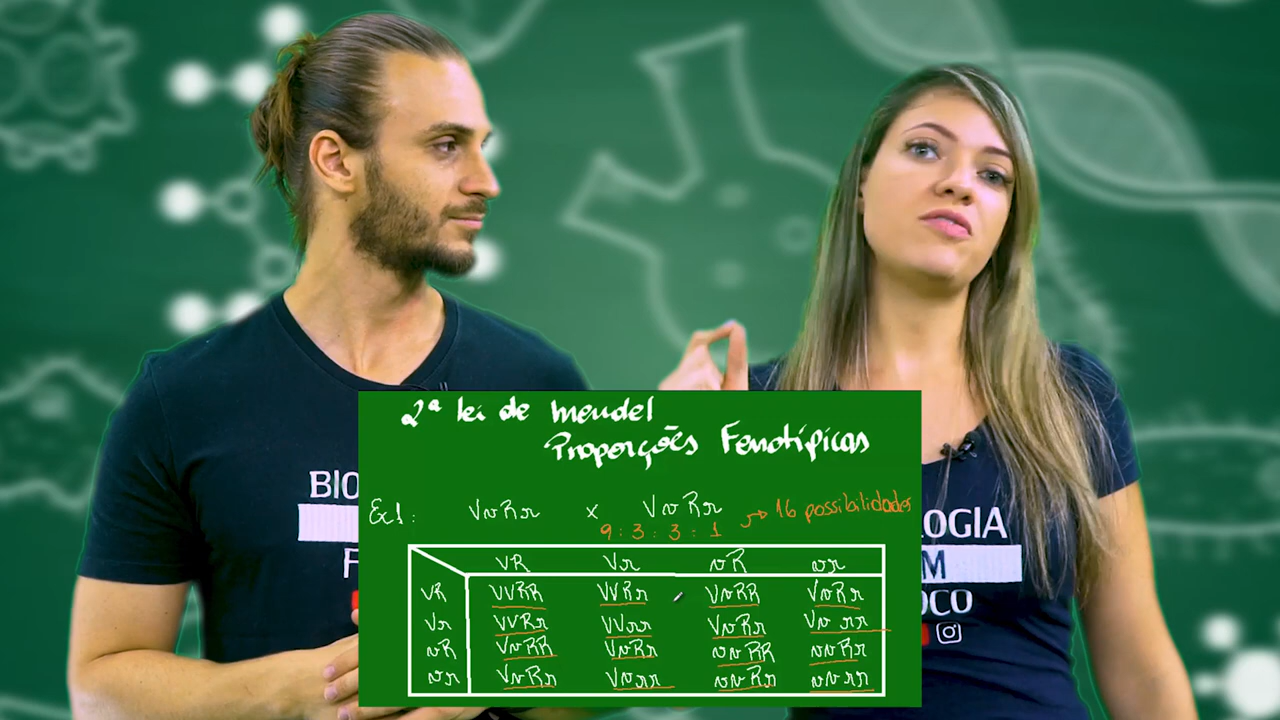 2ª lei de mendel
Proporções Fenotípicas
Ex1: VvRr x VvRr → 16 possibilidades
9 : 3 : 3 : 1
VR Vr vR vr
VR VVRR VVRr VvRR VvRr
Vr VVRr VVrr VvRr Vvrr
vR VvRR VvRr vvRR vvRr
vr VvRr Vvrr vvRr vvrr
BIO
F
LOGIA
M
OCO